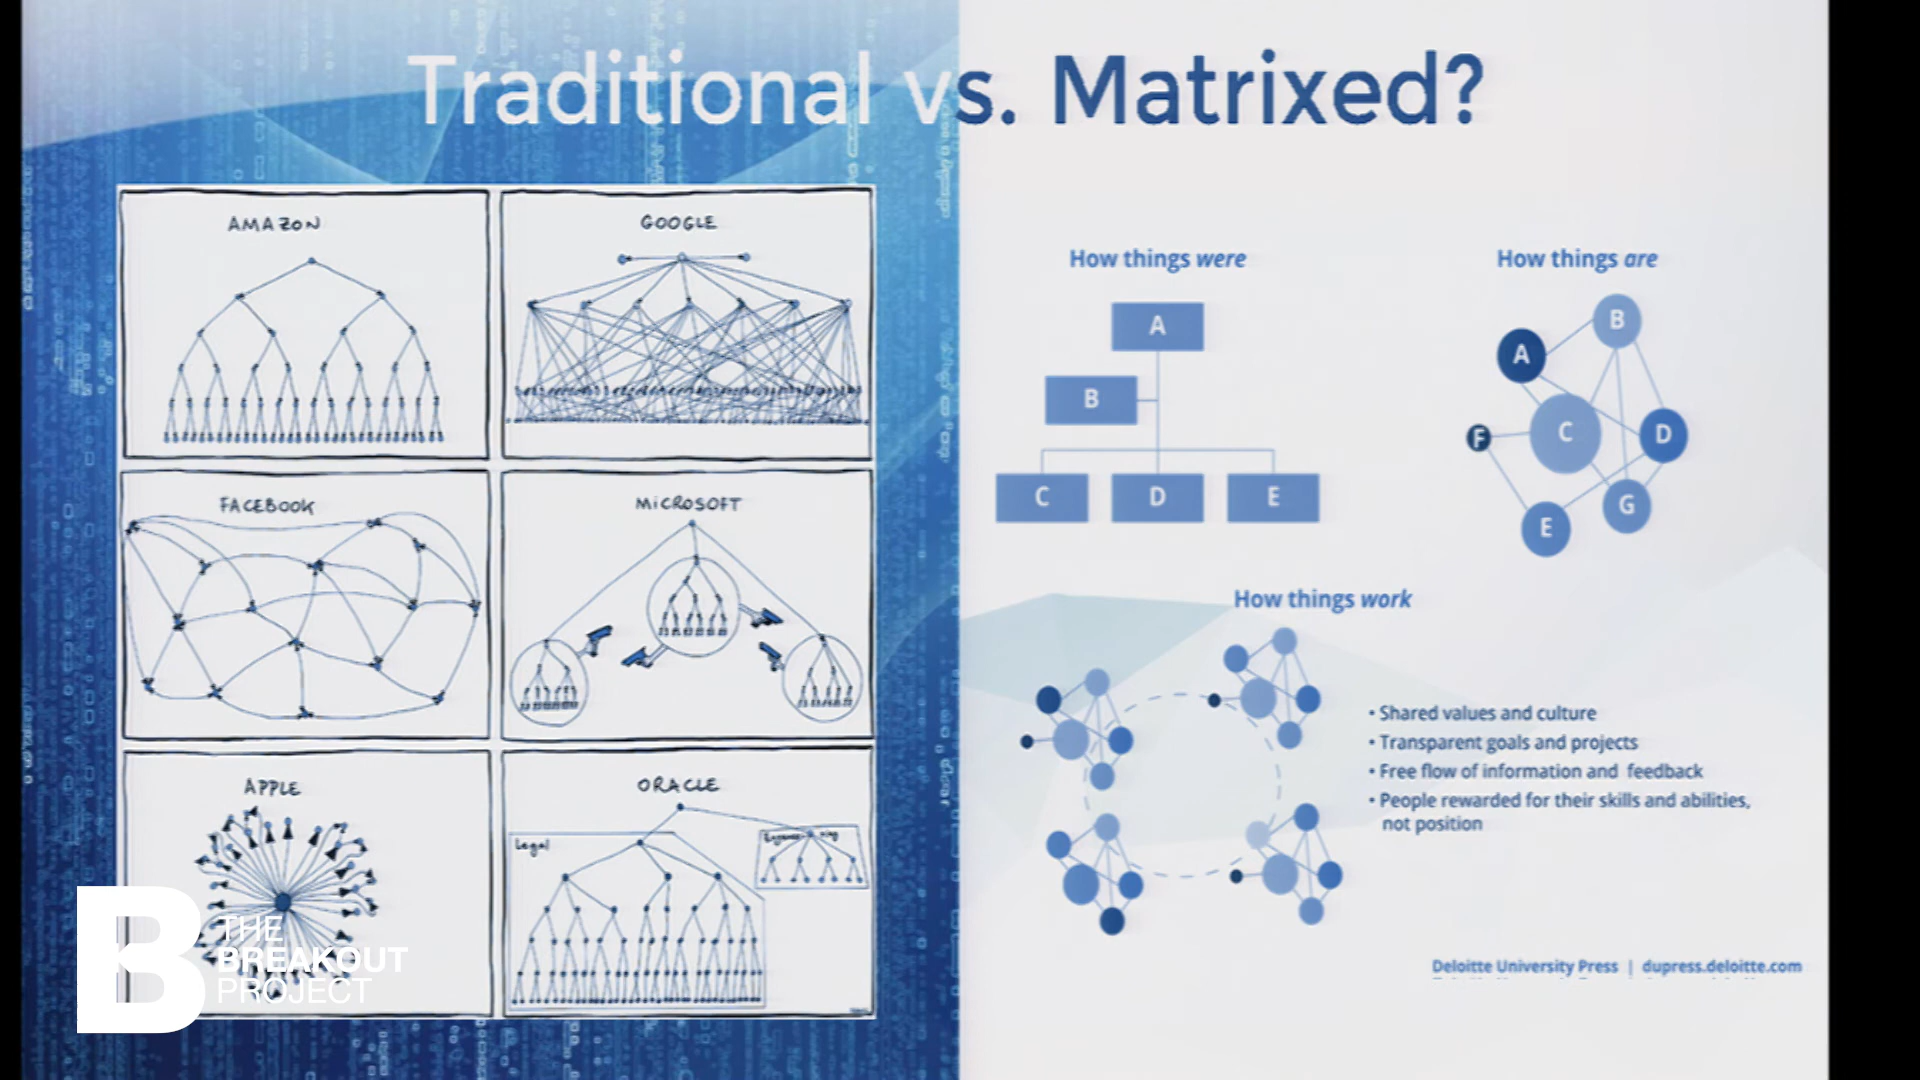 Traditional vs. Matrixed?
AMAZON
GOOGLE
FACEBOOK
MICROSOFT
APPLE
ORACLE
Legal
How things were
A
B
C
D
E
How things are
B
A
C
D
F
G
E
How things work
• Shared values and culture
• Transparent goals and projects
• Free flow of information and feedback
• People rewarded for their skills and abilities,
not position
Deloitte University Press | dupress.deloitte.com
B
THE
BREAKOUT
PROJECT